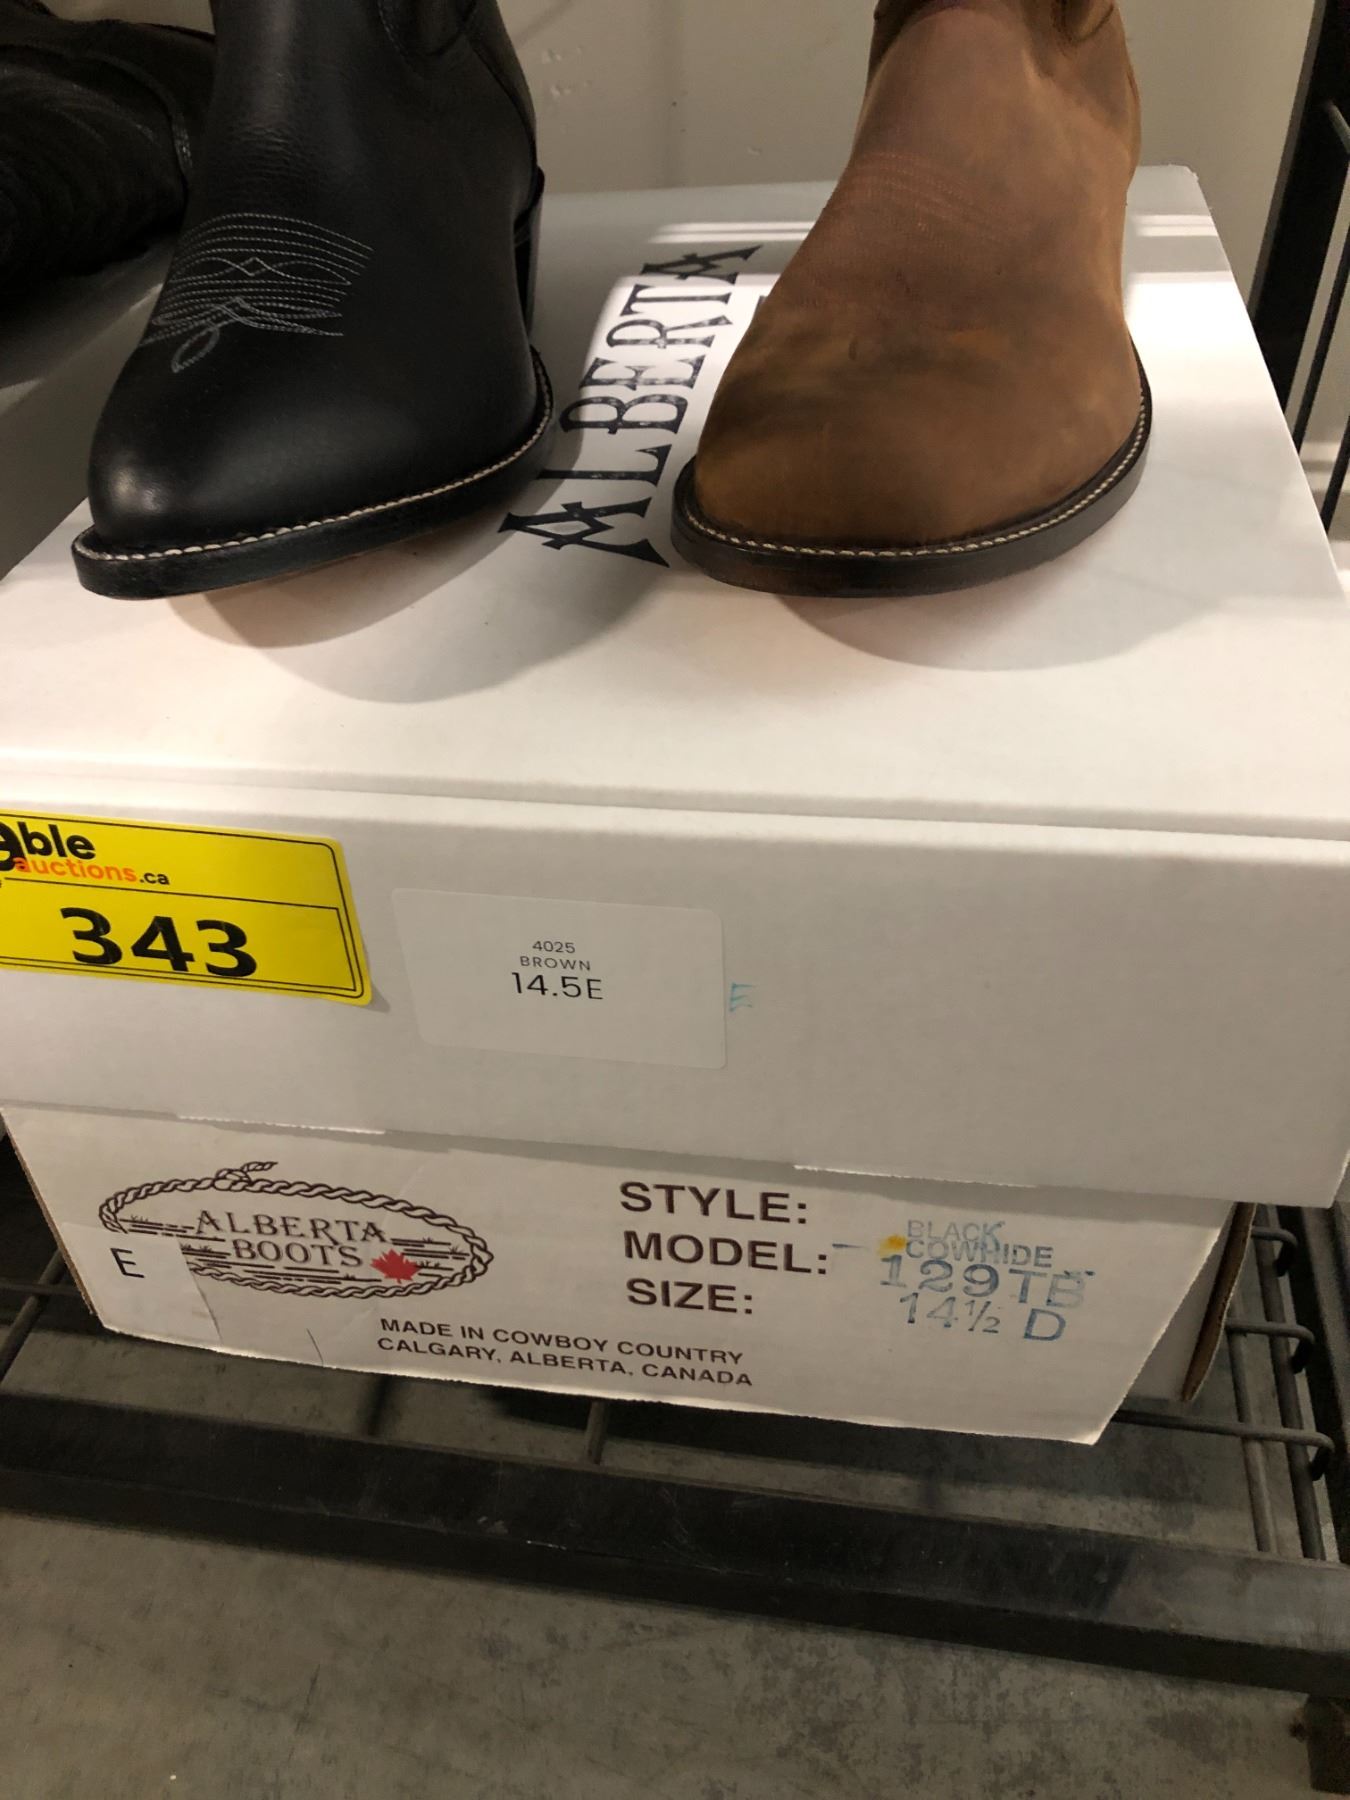 ALBERTA
able
auctions.ca
343
4025
BROWN
14.5E
E
ALBERTA
BOOTS
E
STYLE: BLACK
COWHIDE
MODEL: 129TB
SIZE: 14½ D
MADE IN COWBOY COUNTRY
CALGARY, ALBERTA, CANADA